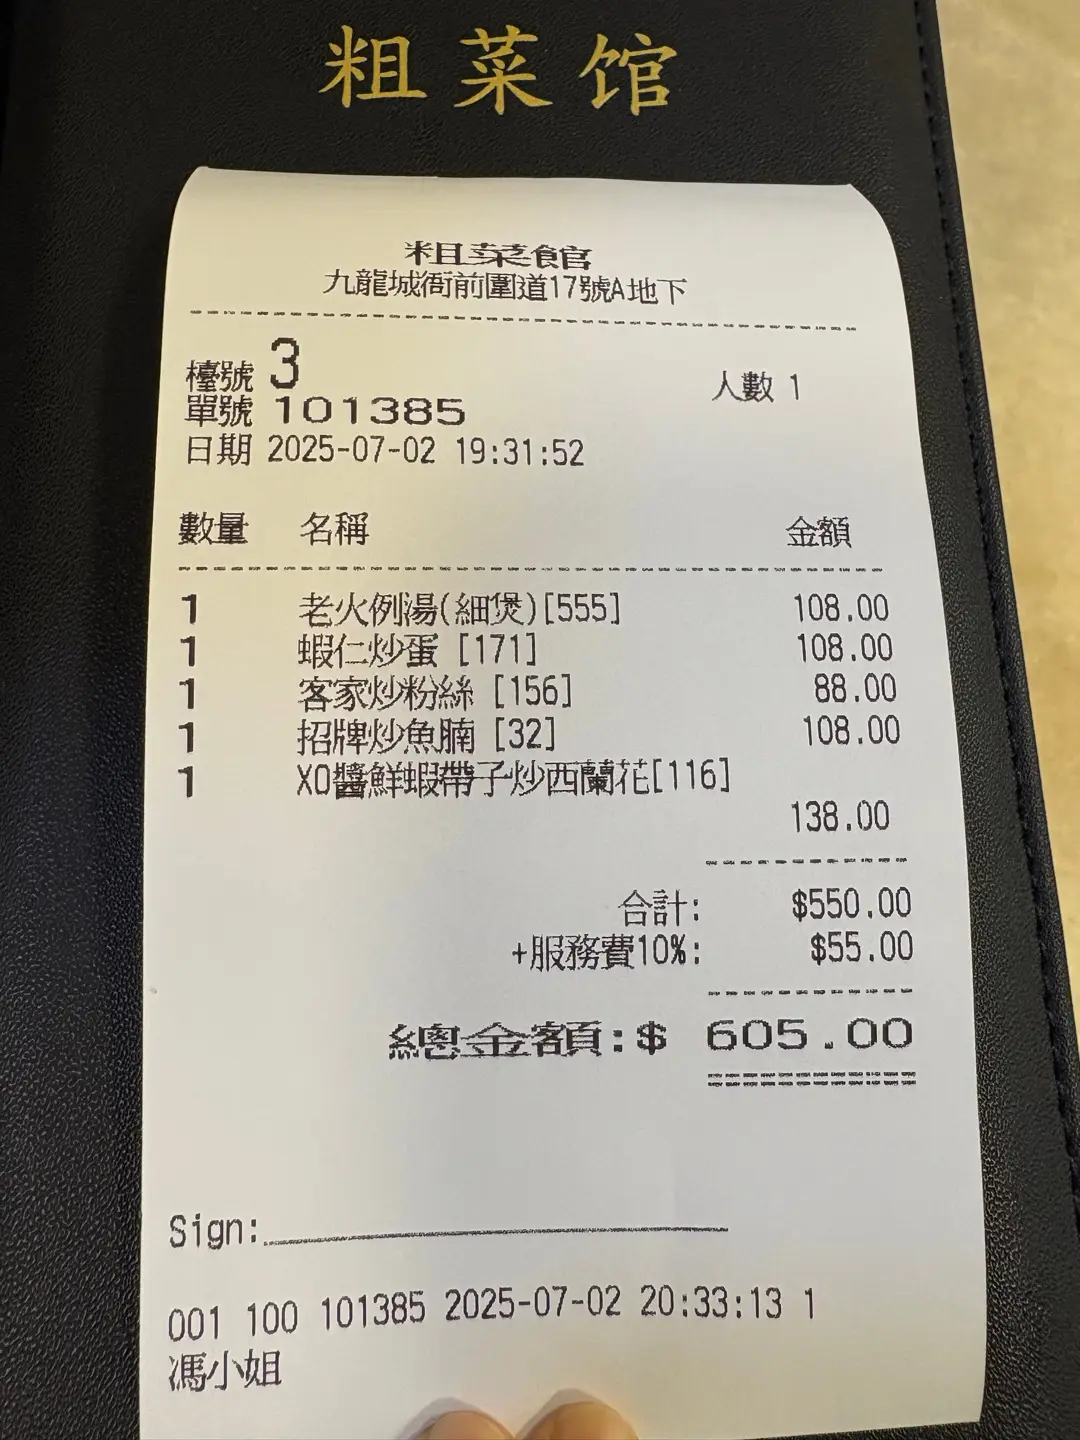 粗菜馆
粗菜館
九龍城衙前圍道17號A地下
檯號 3 人數 1
單號 101385
日期 2025-07-02 19:31:52
數量 名稱 金額
1 老火例湯(細煲)[555] 108.00
1 蝦仁炒蛋 [171] 108.00
1 客家炒粉絲 [156] 88.00
1 招牌炒魚腩 [32] 108.00
1 XO醬鮮蝦帶子炒西蘭花[116]
138.00
合計: $550.00
+服務費10%: $55.00
總金額:$ 605.00
Sign:
001 100 101385 2025-07-02 20:33:13 1
馮小姐